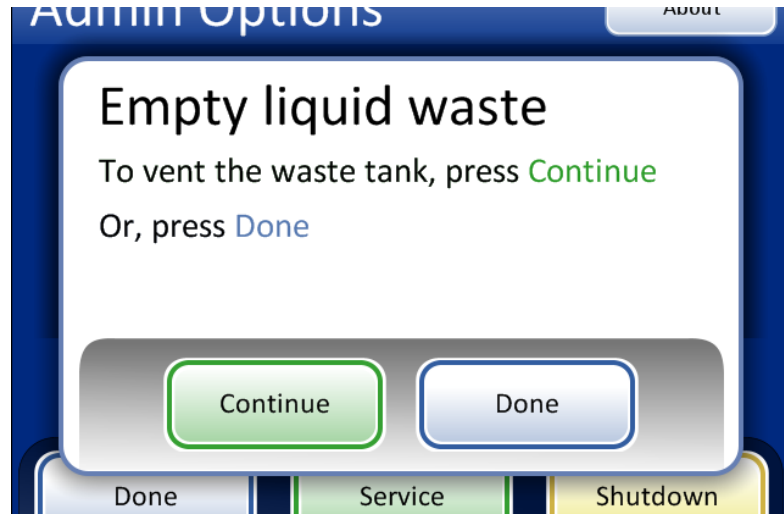 Admin Options
About
Empty liquid waste
To vent the waste tank, press Continue
Or, press Done
Continue
Done
Done
Service
Shutdown